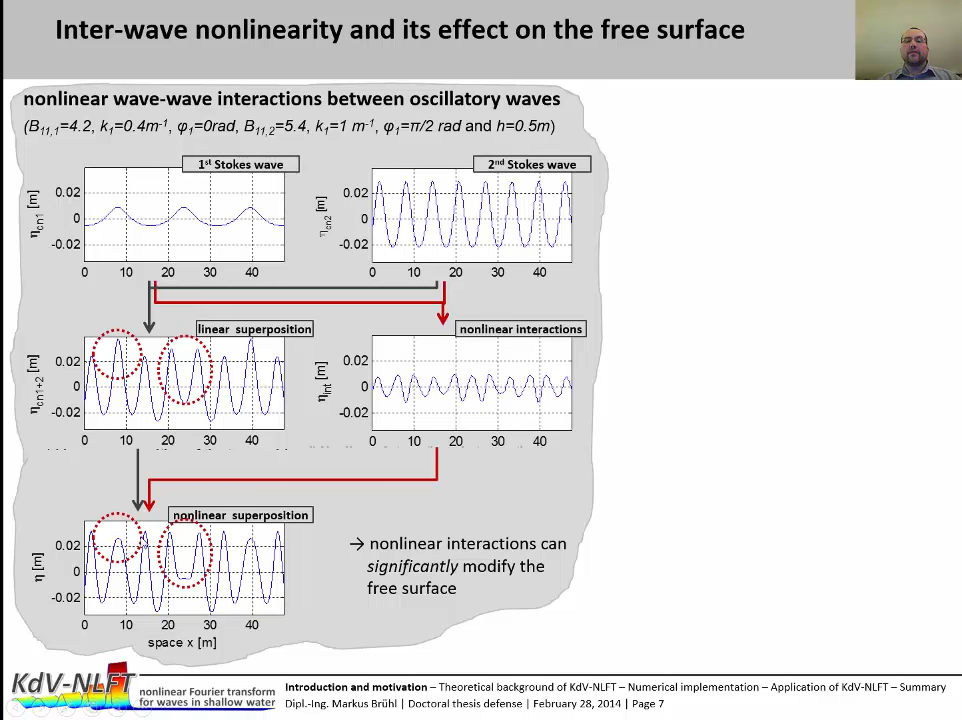 Inter-wave nonlinearity and its effect on the free surface
nonlinear wave-wave interactions between oscillatory waves
(B11,1=4.2, k1=0.4m-1, φ1=0rad, B11,2=5.4, k1=1 m-1, φ1=π/2 rad and h=0.5m)
1st Stokes wave
ηcn1 [m]
0.02
0
-0.02
0 10 20 30 40
2nd Stokes wave
ηcn2 [m]
0.02
0
-0.02
0 10 20 30 40
linear superposition
ηcn1+2 [m]
0.02
0
-0.02
0 10 20 30 40
nonlinear interactions
ηint [m]
0.02
0
-0.02
0 10 20 30 40
nonlinear superposition
η [m]
0.02
0
-0.02
0 10 20 30 40
space x [m]
→ nonlinear interactions can
significantly modify the
free surface
KdV-NLFT
nonlinear Fourier transform
for waves in shallow water
Introduction and motivation – Theoretical background of KdV-NLFT – Numerical implementation – Application of KdV-NLFT – Summary
Dipl.-Ing. Markus Brühl | Doctoral thesis defense | February 28, 2014 | Page 7